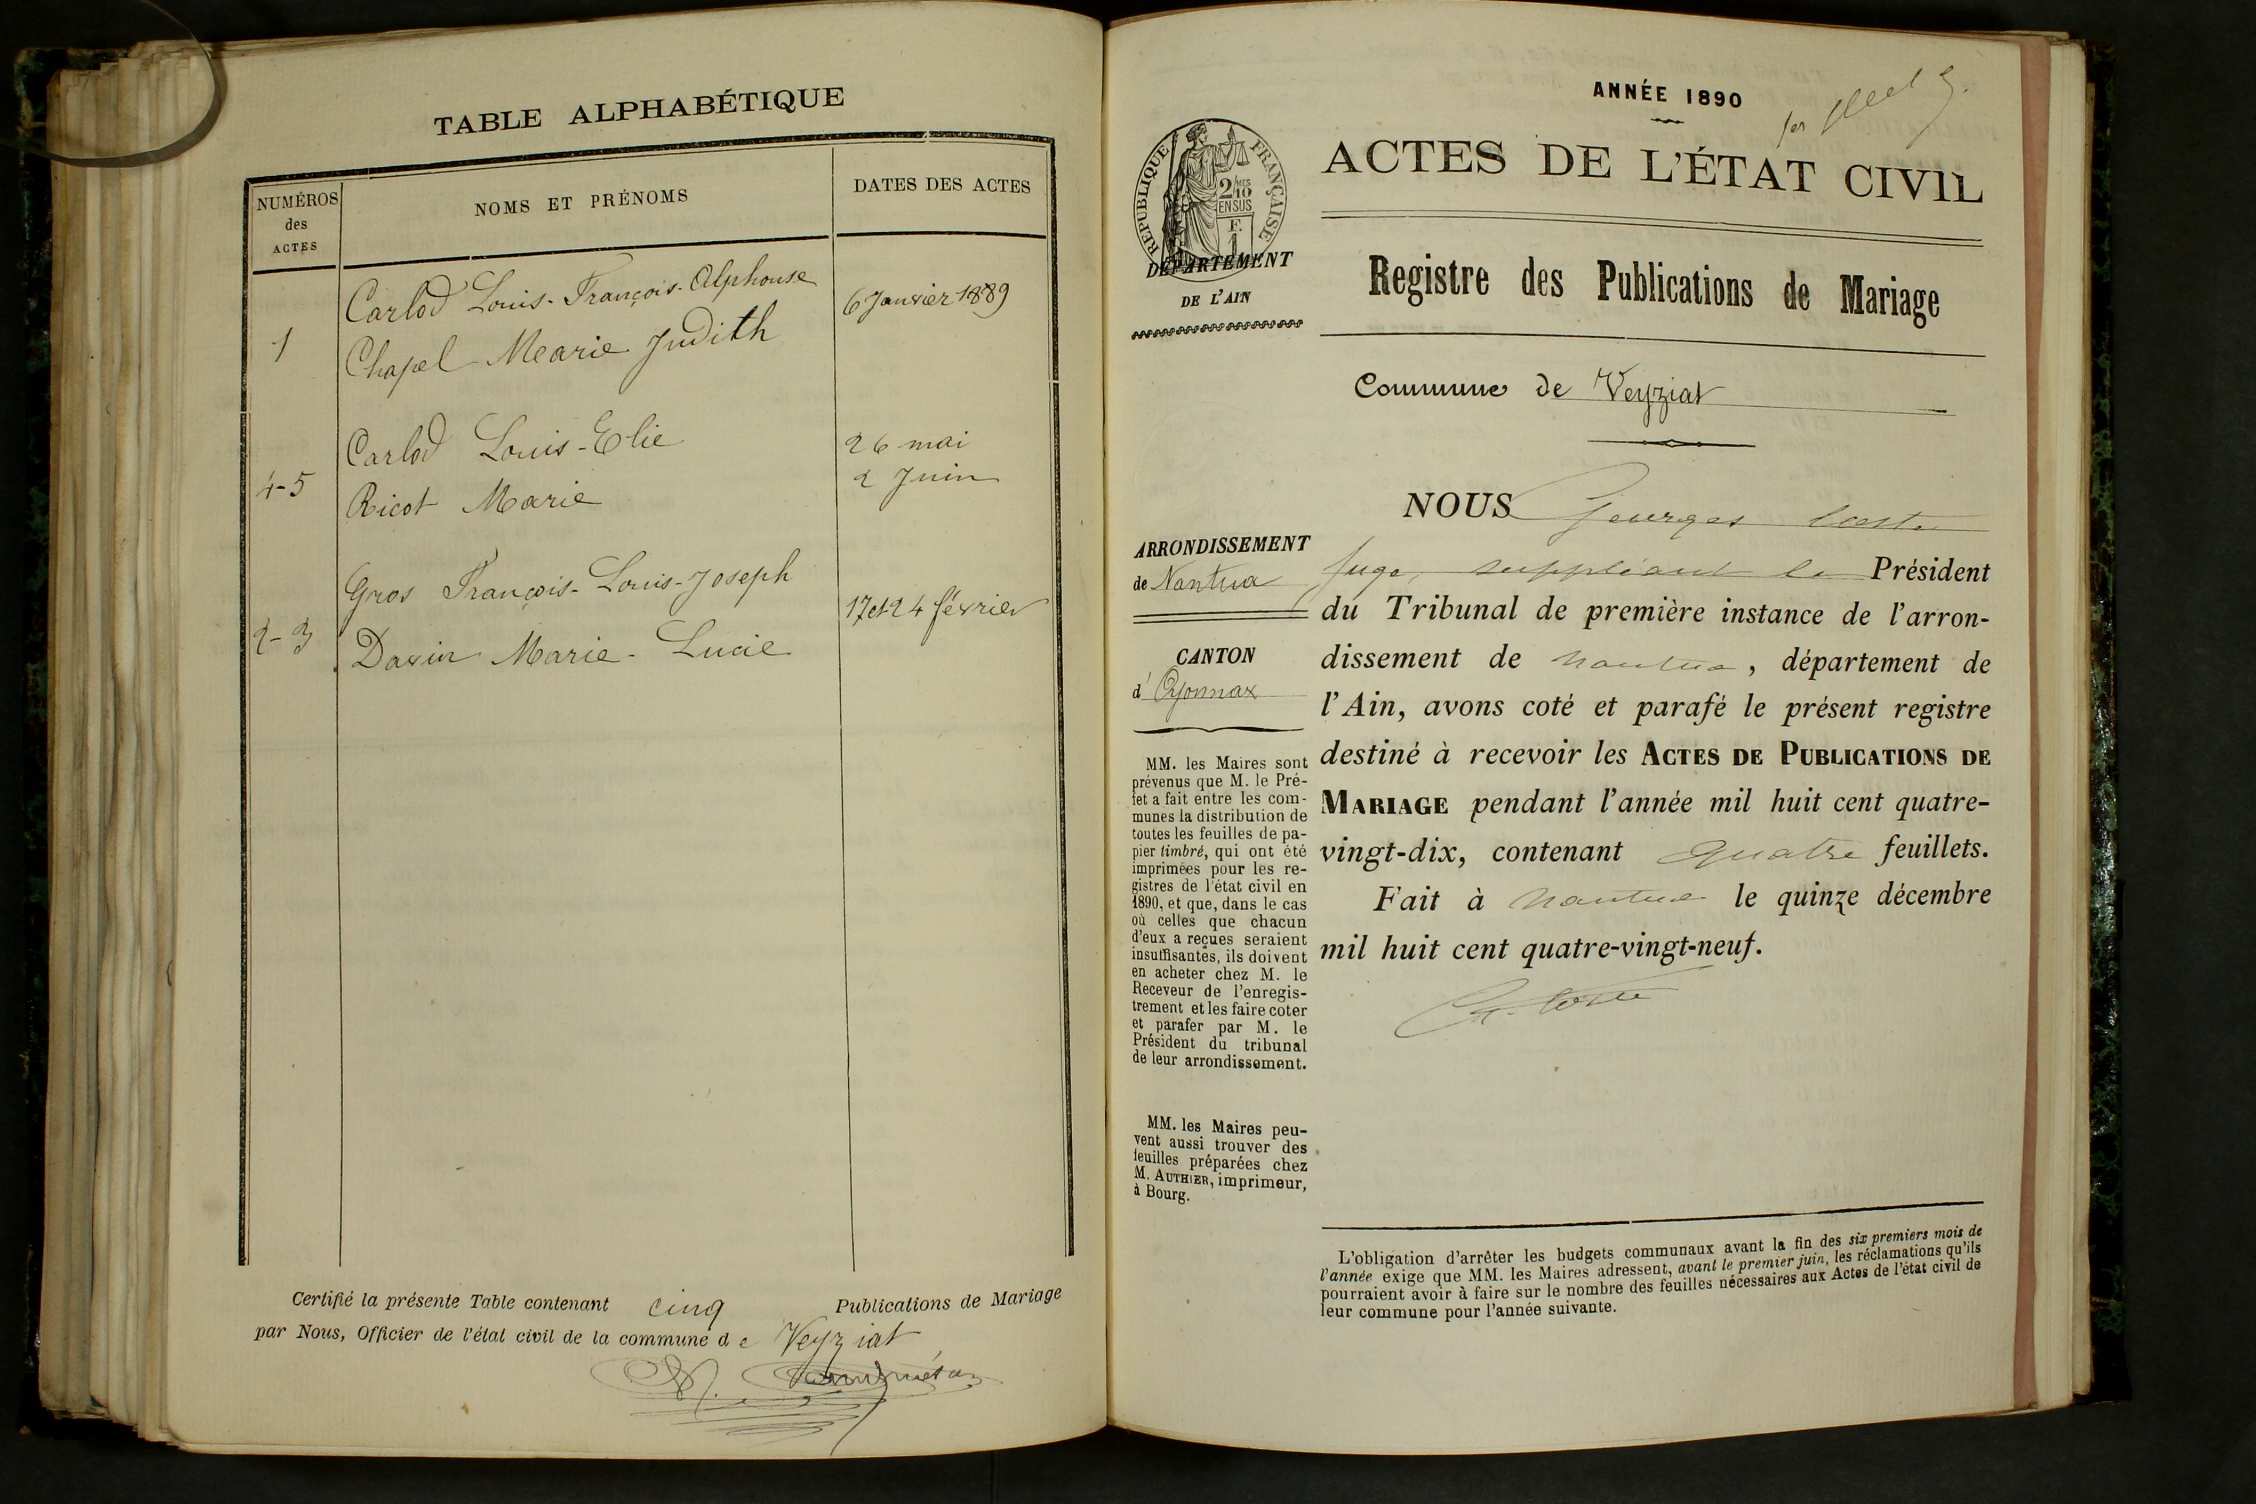 TABLE ALPHABÉTIQUE
NUMÉROS
des
ACTES
NOMS ET PRÉNOMS
DATES DES ACTES
1
Carlod Louis-François-Alphonse
Chapel Marie Judith
6 Janvier 1889
4-5
Carlod Louis-Elie
Ricot Marie
26 mai
2 Juin
2-3
Gros François-Louis-Joseph
Davin Marie-Lucie
17 et 24 février
Certifié la présente Table contenant cinq Publications de Mariage
par Nous, Officier de l'état civil de la commune de Veyziat
ANNÉE 1890
ACTES DE L'ÉTAT CIVIL
RÉPUBLIQUE FRANÇAISE
2/10 MES
EN SUS
F.
1
DÉPARTEMENT
DE L'AIN
Registre des Publications de Mariage
Commune de Veyziat
ARRONDISSEMENT
de Nantua
CANTON
d'Oyonnax
MM. les Maires sont
prévenus que M. le Pré-
fet a fait entre les com-
munes la distribution de
toutes les feuilles de pa-
pier timbré, qui ont été
imprimées pour les re-
gistres de l'état civil en
1890, et que, dans le cas
où celles que chacun
d'eux a reçues seraient
insuffisantes, ils doivent
en acheter chez M. le
Receveur de l'enregis-
trement et les faire coter
et parafer par M. le
Président du tribunal
de leur arrondissement.
MM. les Maires peu-
vent aussi trouver des
feuilles préparées chez
M. AUTHIER, imprimeur,
à Bourg.
NOUS Georges Coste
Juge suppléant le Président
du Tribunal de première instance de l'arron-
dissement de Nantua, département de
l'Ain, avons coté et parafé le présent registre
destiné à recevoir les ACTES DE PUBLICATIONS DE
MARIAGE pendant l'année mil huit cent quatre-
vingt-dix, contenant quatre feuillets.
Fait à Nantua le quinze décembre
mil huit cent quatre-vingt-neuf.
G. Coste
L'obligation d'arrêter les budgets communaux avant la fin des six premiers mois de
l'année exige que MM. les Maires adressent, avant le premier juin, les réclamations qu'ils
pourraient avoir à faire sur le nombre des feuilles nécessaires aux Actes de l'état civil de
leur commune pour l'année suivante.